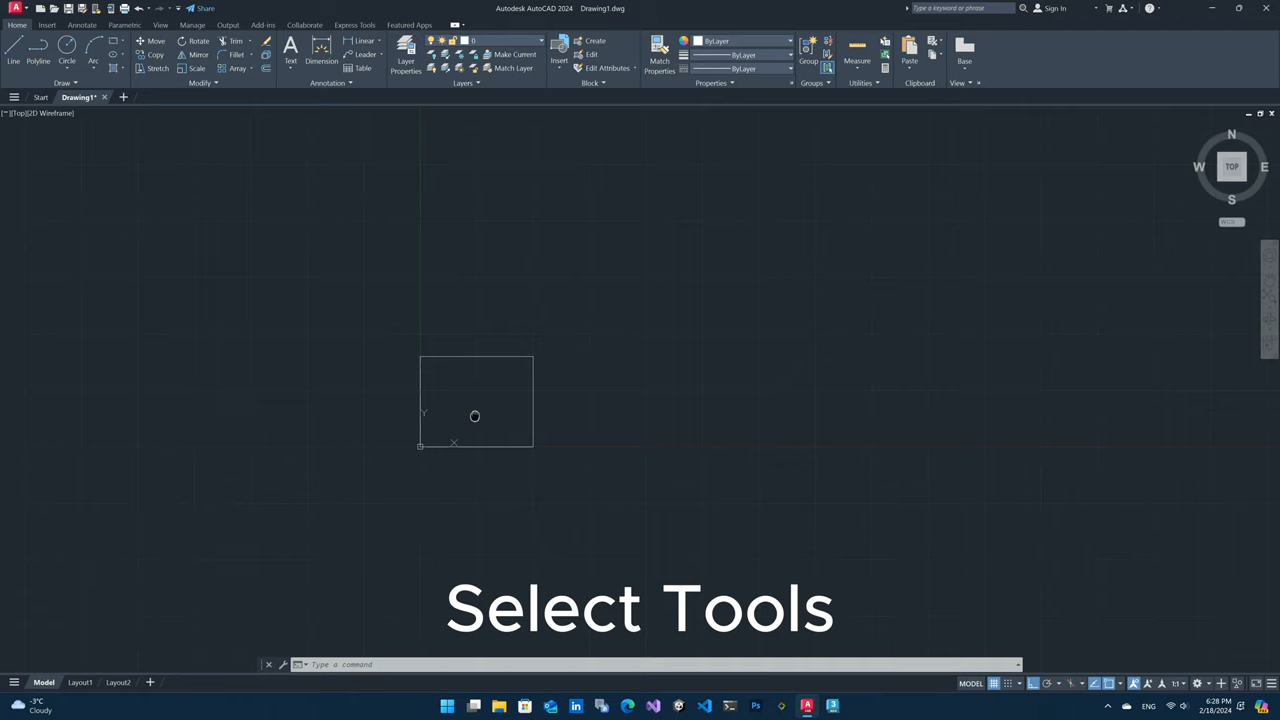 Share
Autodesk AutoCAD 2024 Drawing1.dwg
Type a keyword or phrase
Sign In
Home Insert Annotate Parametric View Manage Output Add-ins Collaborate Express Tools Featured Apps
Line Polyline Circle Arc
Move Rotate Trim
Copy Mirror Fillet
Stretch Scale Array
Text Dimension
Linear
Leader
Table
Layer
Properties
0
Make Current
Match Layer
Insert
Create
Edit
Edit Attributes
Match
Properties
ByLayer
ByLayer
ByLayer
Group
Measure
Paste
Base
Draw Modify Annotation Layers Block Properties Groups Utilities Clipboard View
Start Drawing1*
[−][Top][2D Wireframe]
N
W TOP E
S
WCS
Y
X
Select Tools
Type a command
Model Layout1 Layout2
MODEL
1:1
-3°C
Cloudy
ENG
6:28 PM
2/18/2024